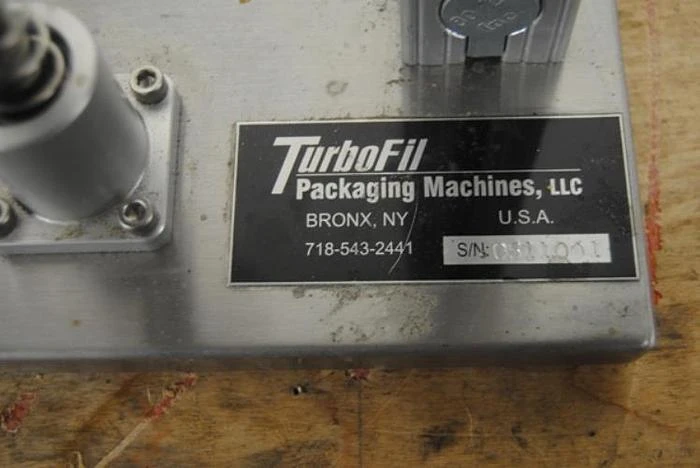 TurboFil
Packaging Machines, LLC
BRONX, NY U.S.A.
718-543-2441 S/N: